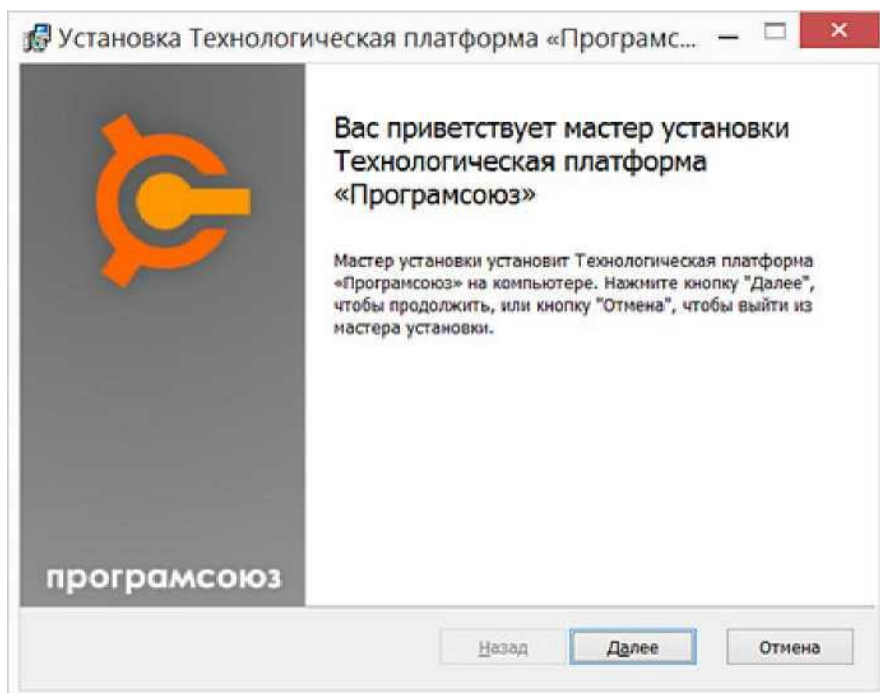 Установка Технологическая платформа «Програмс...
Вас приветствует мастер установки
Технологическая платформа
«Програмсоюз»
Мастер установки установит Технологическая платформа
«Програмсоюз» на компьютере. Нажмите кнопку "Далее",
чтобы продолжить, или кнопку "Отмена", чтобы выйти из
мастера установки.
програмсоюз
Назад
Далее
Отмена